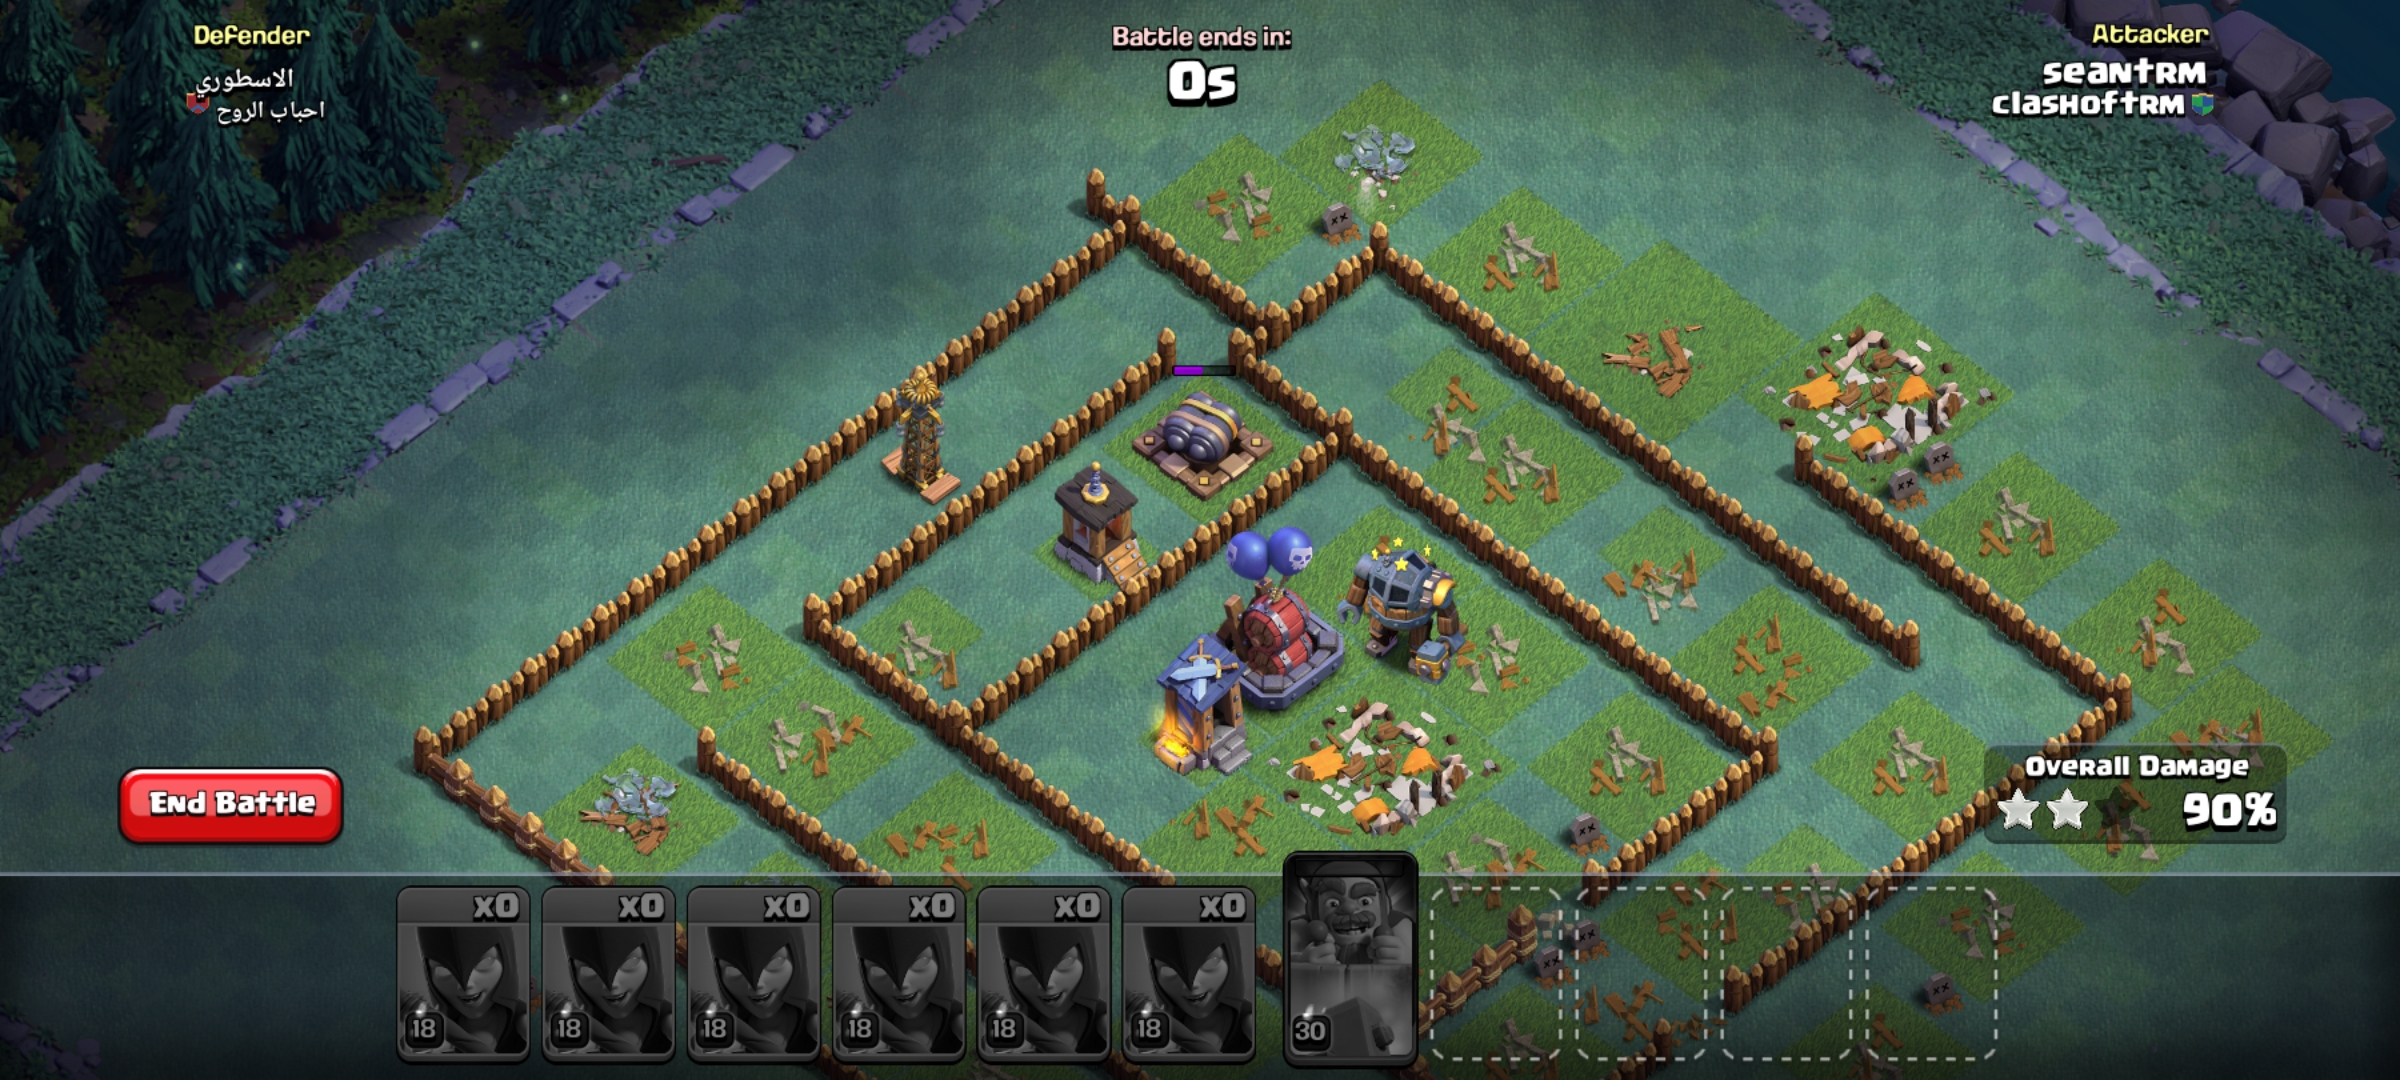 Defender
الاسطوري
احباب الروح
Battle ends in:
0s
Attacker
seantRM
clashoftRM
End Battle
Overall Damage
90%
x0 x0 x0 x0 x0 x0
18 18 18 18 18 18 30